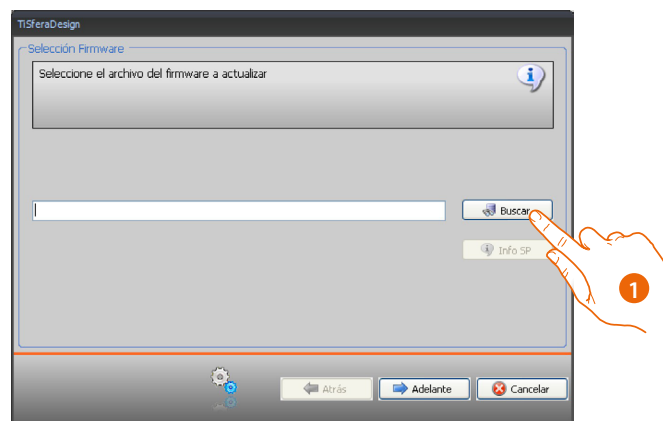 TiSferaDesign
Selección Firmware
Seleccione el archivo del firmware a actualizar
Buscar
Info SP
1
Atrás
Adelante
Cancelar